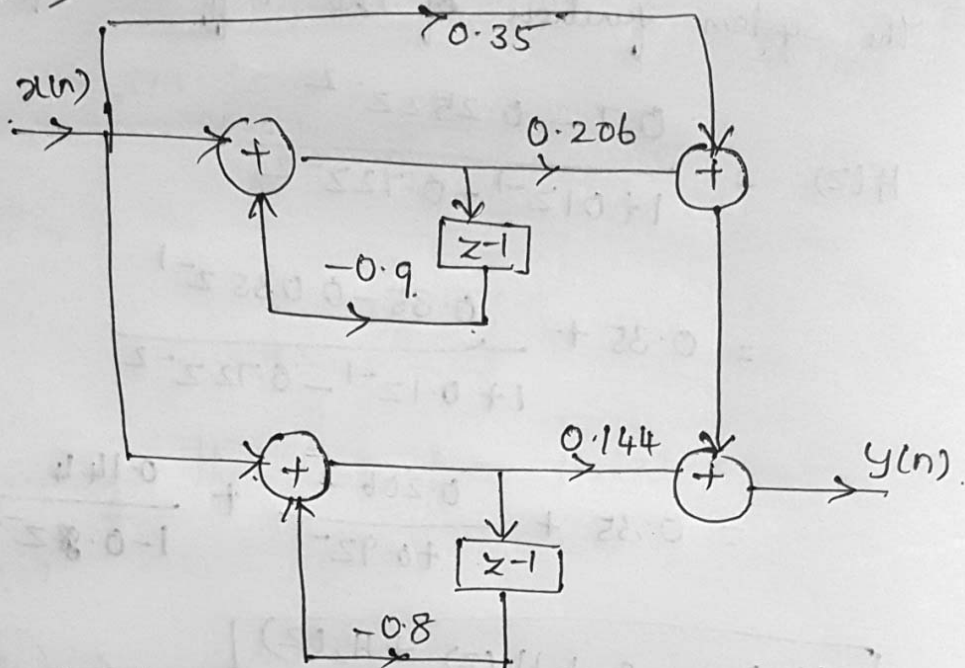 0.35
x(n)
0.206
+
+
z-1
-0.9
0.144
y(n)
+
+
z-1
-0.8